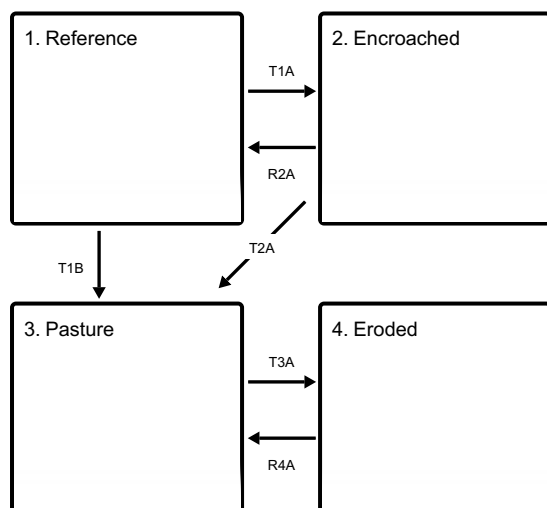 1. Reference
2. Encroached
T1A
R2A
T1B
T2A
3. Pasture
4. Eroded
T3A
R4A